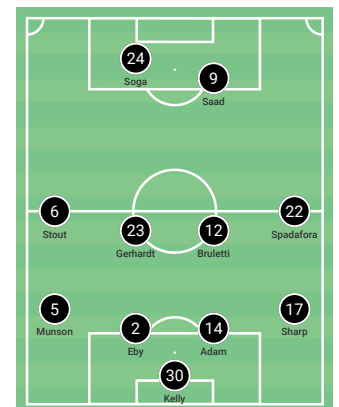 24
Soga
9
Saad
6
Stout
22
Spadafora
23
Gerhardt
12
Bruletti
5
Munson
17
Sharp
2
Eby
14
Adam
30
Kelly